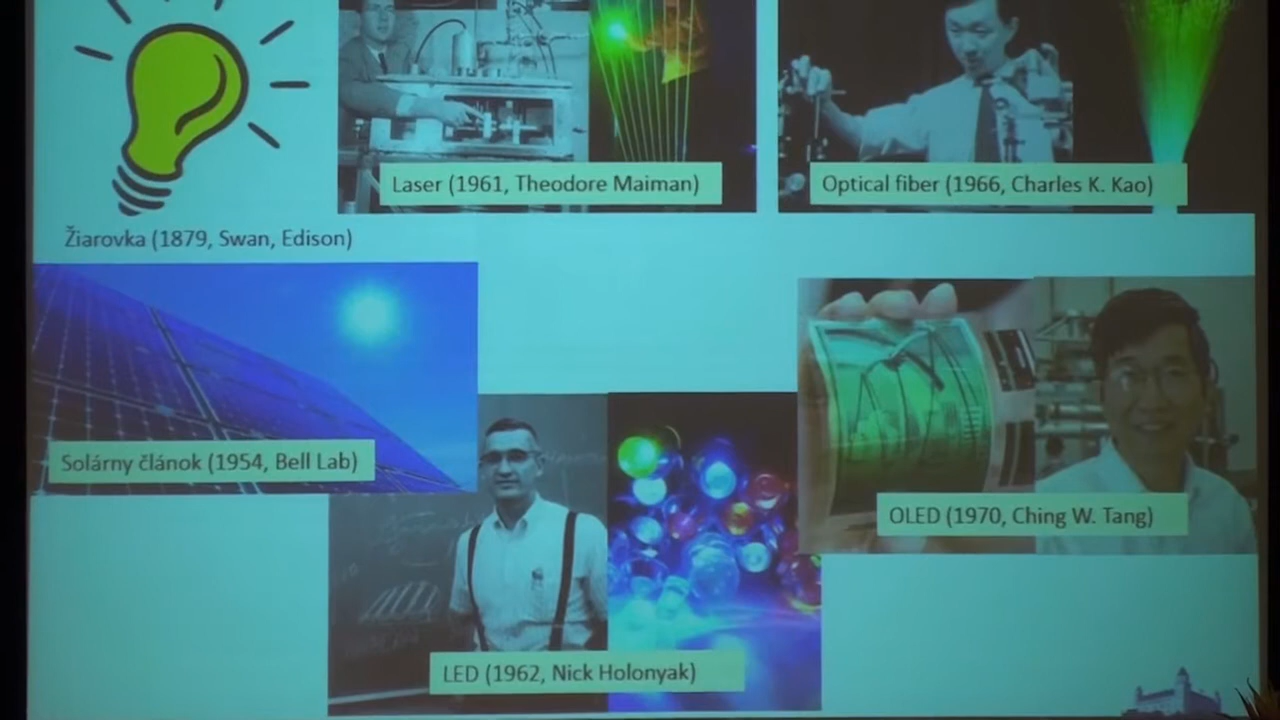 Laser (1961, Theodore Maiman)
Optical fiber (1966, Charles K. Kao)
Žiarovka (1879, Swan, Edison)
Solárny článok (1954, Bell Lab)
OLED (1970, Ching W. Tang)
LED (1962, Nick Holonyak)